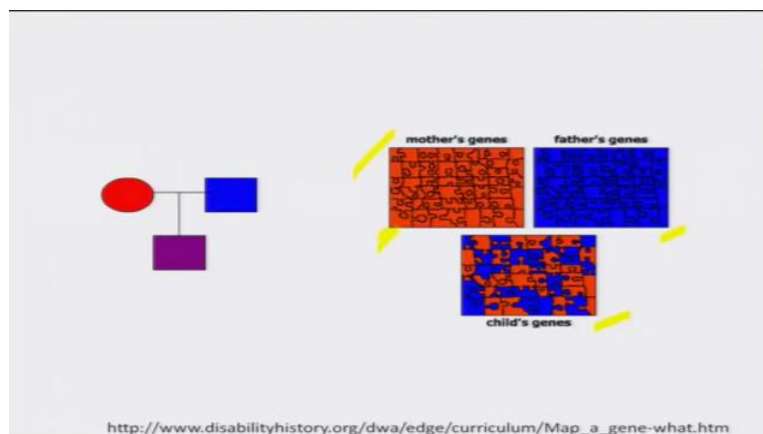 mother's genes father's genes
child's genes
http://www.disabilityhistory.org/dwa/edge/curriculum/Map_a_gene-what.htm